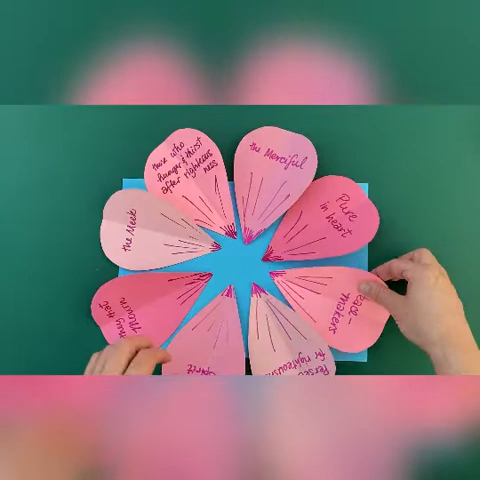 those who
hunger & thirst
after righteous
ness
the Merciful
Pure
in heart
makers
for righteous
Spirit
mourn
the Meek